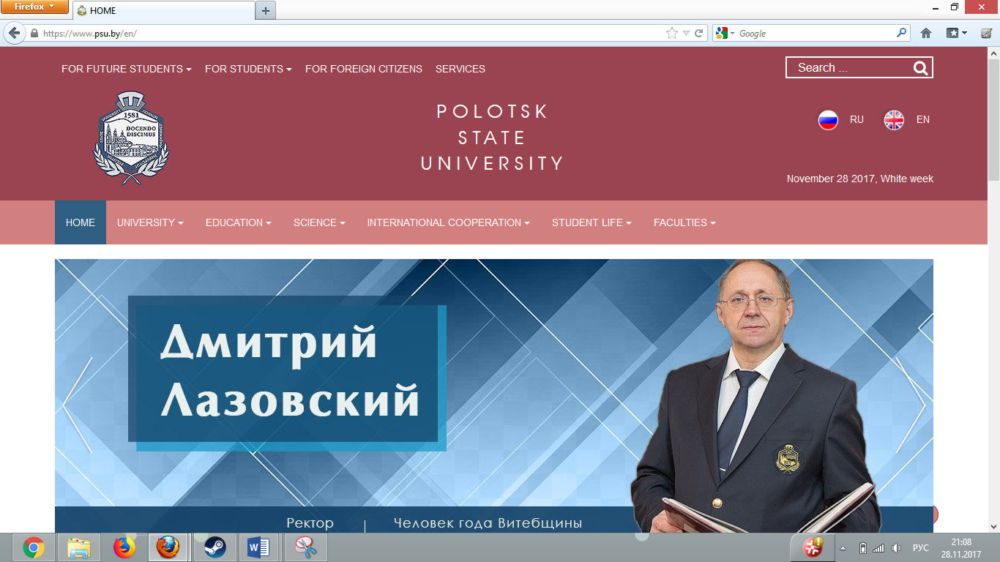 Firefox
HOME
https://www.psu.by/en/
Google
FOR FUTURE STUDENTS
FOR STUDENTS
FOR FOREIGN CITIZENS
SERVICES
Search ...
1581
DOCENDO
DISCIMUS
POLOTSK
STATE
UNIVERSITY
RU
EN
November 28 2017, White week
HOME
UNIVERSITY
EDUCATION
SCIENCE
INTERNATIONAL COOPERATION
STUDENT LIFE
FACULTIES
Дмитрий
Лазовский
Ректор
Человек года Витебщины
РУС
21:08
28.11.2017